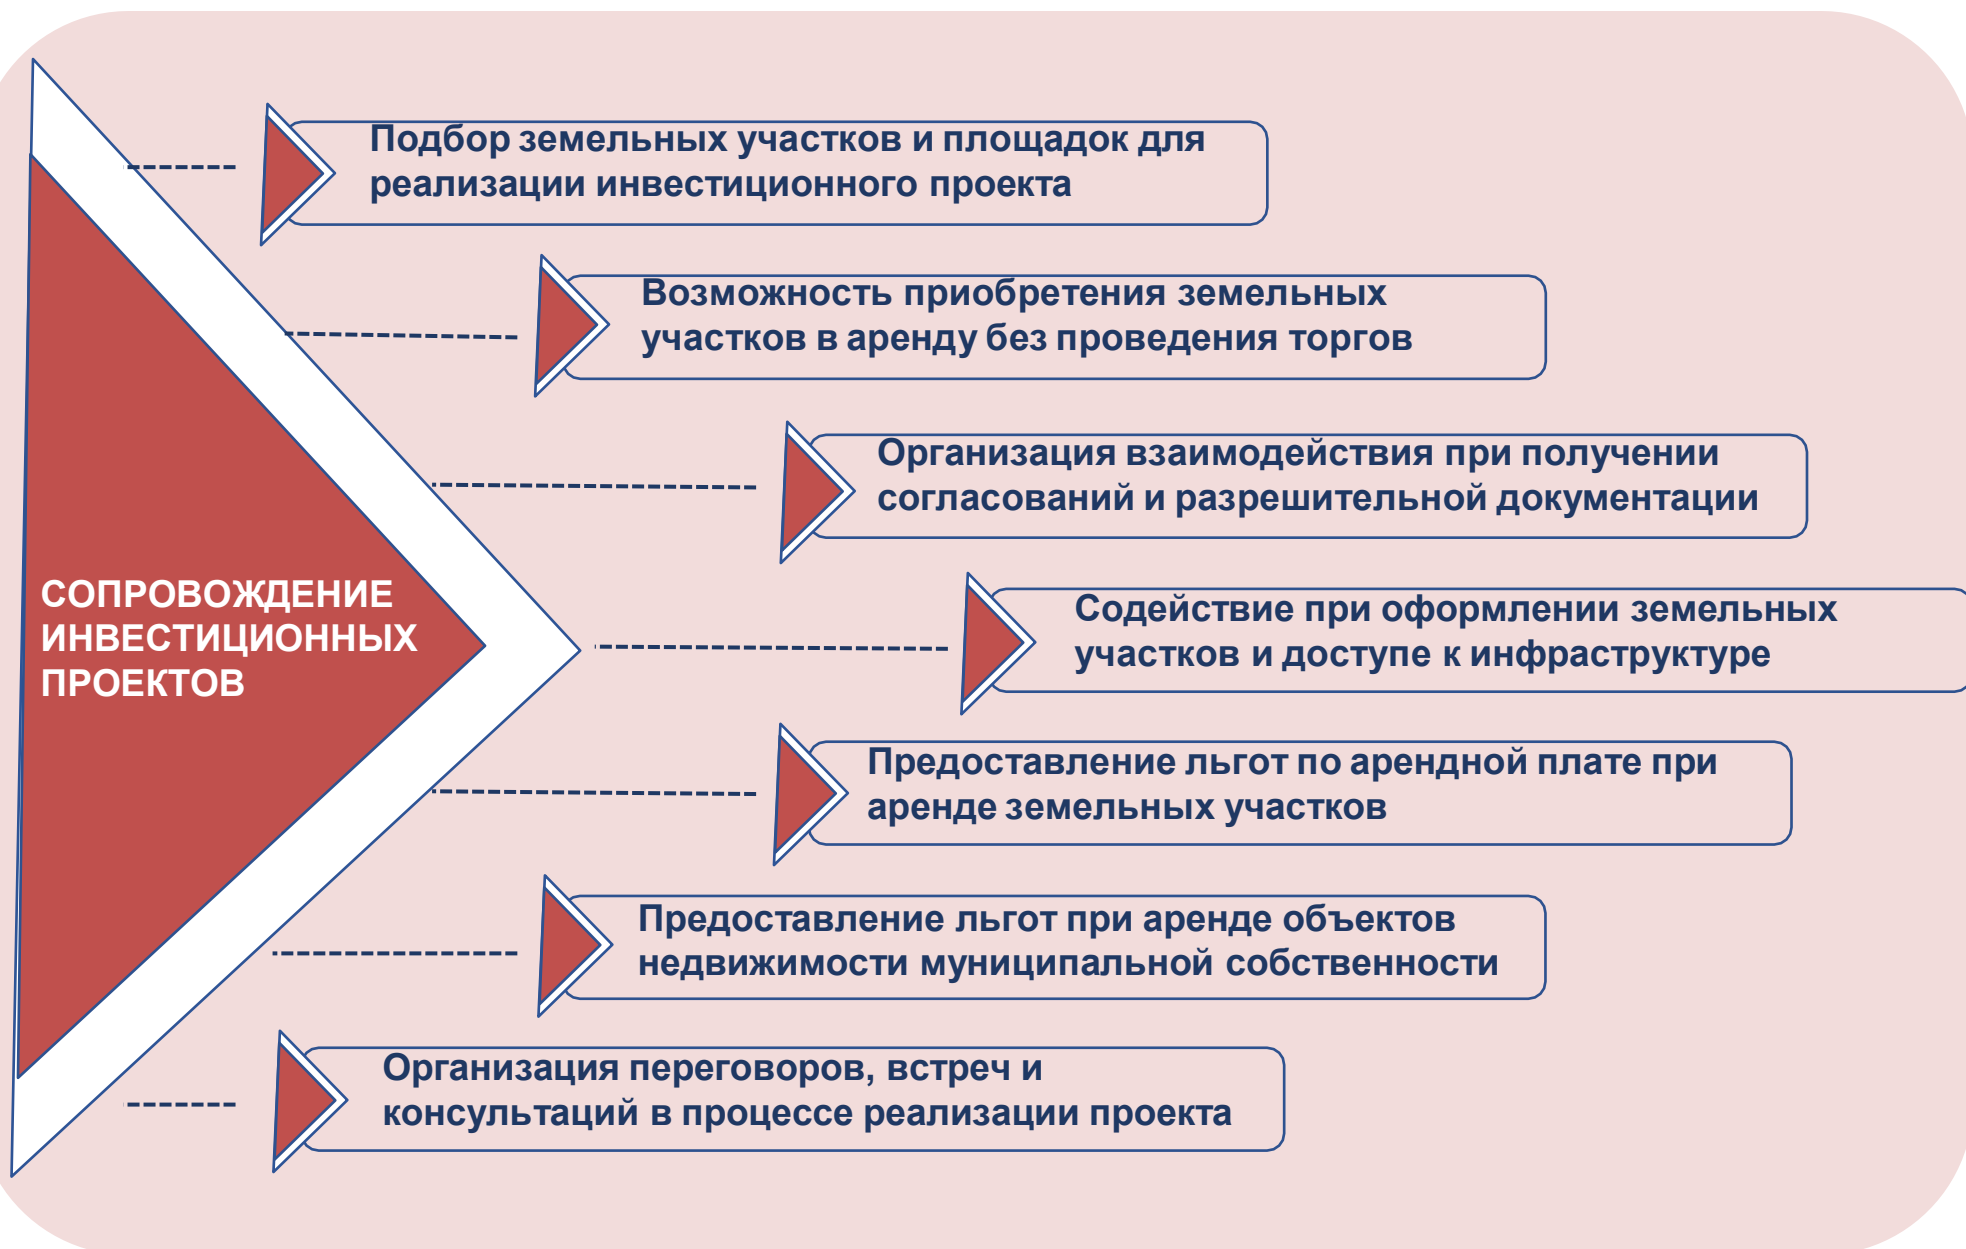 Подбор земельных участков и площадок для
реализации инвестиционного проекта
Возможность приобретения земельных
участков в аренду без проведения торгов
Организация взаимодействия при получении
согласований и разрешительной документации
СОПРОВОЖДЕНИЕ
ИНВЕСТИЦИОННЫХ
ПРОЕКТОВ
Содействие при оформлении земельных
участков и доступе к инфраструктуре
Предоставление льгот по арендной плате при
аренде земельных участков
Предоставление льгот при аренде объектов
недвижимости муниципальной собственности
Организация переговоров, встреч и
консультаций в процессе реализации проекта